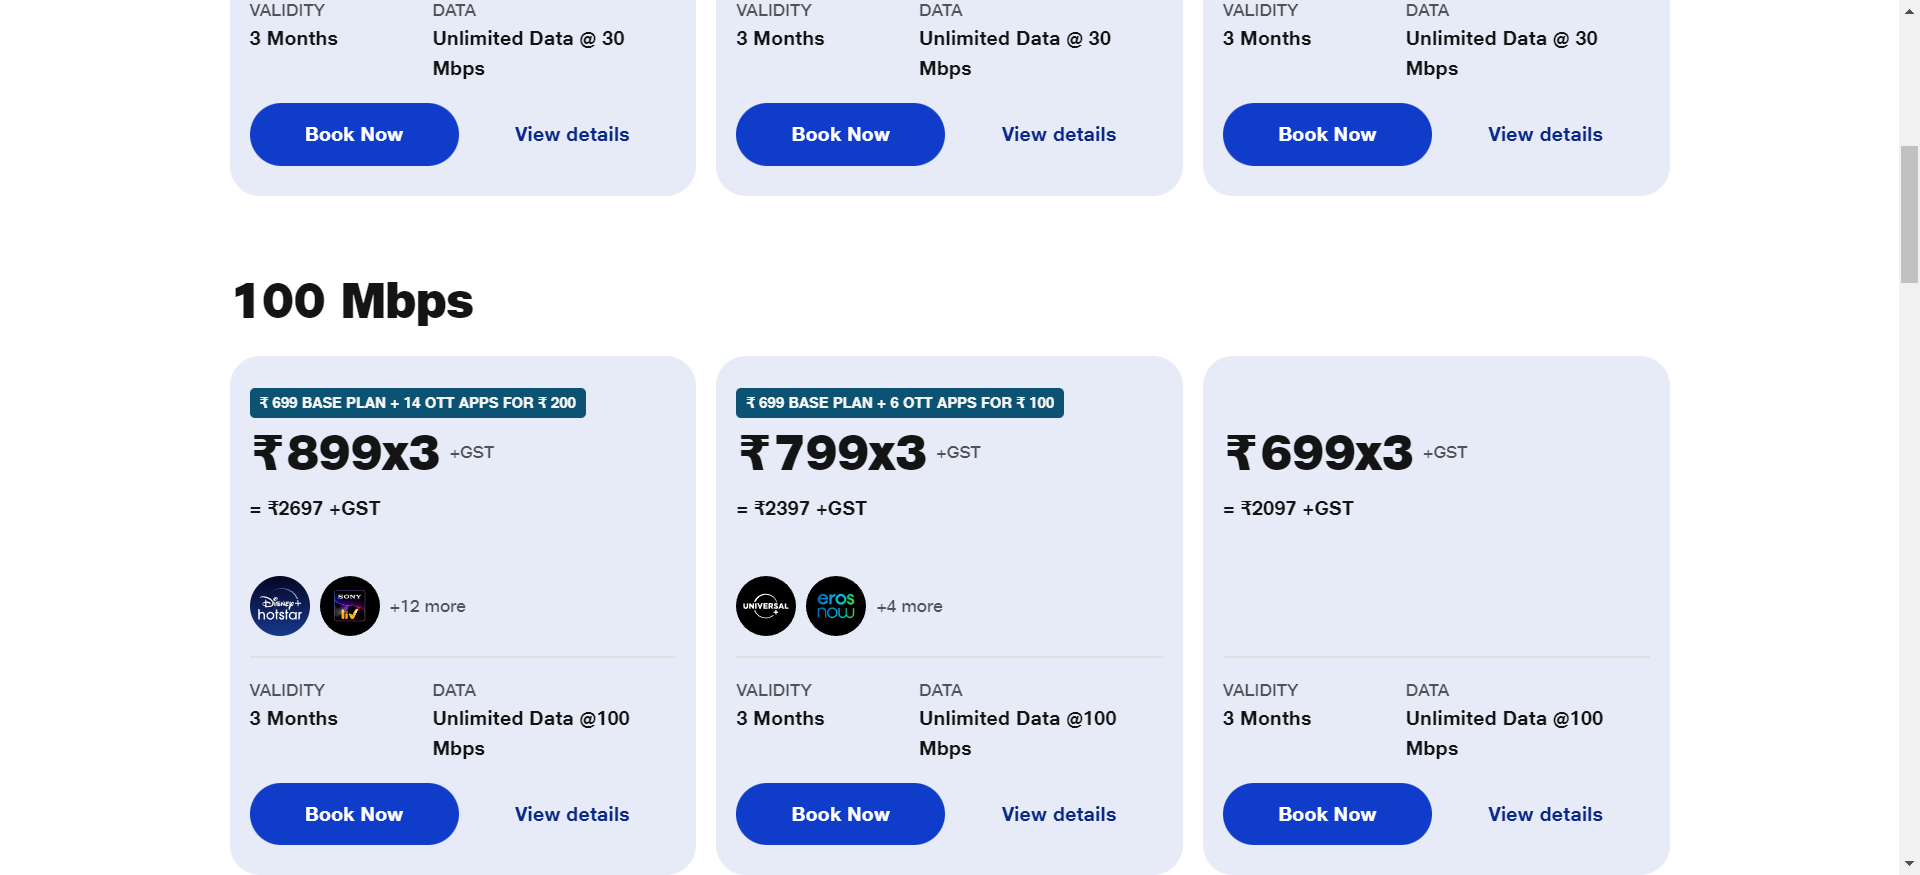 VALIDITY DATA
3 Months Unlimited Data @ 30
Mbps
Book Now View details
VALIDITY DATA
3 Months Unlimited Data @ 30
Mbps
Book Now View details
VALIDITY DATA
3 Months Unlimited Data @ 30
Mbps
Book Now View details
100 Mbps
₹ 699 BASE PLAN + 14 OTT APPS FOR ₹ 200
₹899x3 +GST
= ₹2697 +GST
Disney+
hotstar
SONY
liv
+12 more
VALIDITY DATA
3 Months Unlimited Data @100
Mbps
Book Now View details
₹ 699 BASE PLAN + 6 OTT APPS FOR ₹ 100
₹799x3 +GST
= ₹2397 +GST
UNIVERSAL
+
eros
now
+4 more
VALIDITY DATA
3 Months Unlimited Data @100
Mbps
Book Now View details
₹699x3 +GST
= ₹2097 +GST
VALIDITY DATA
3 Months Unlimited Data @100
Mbps
Book Now View details